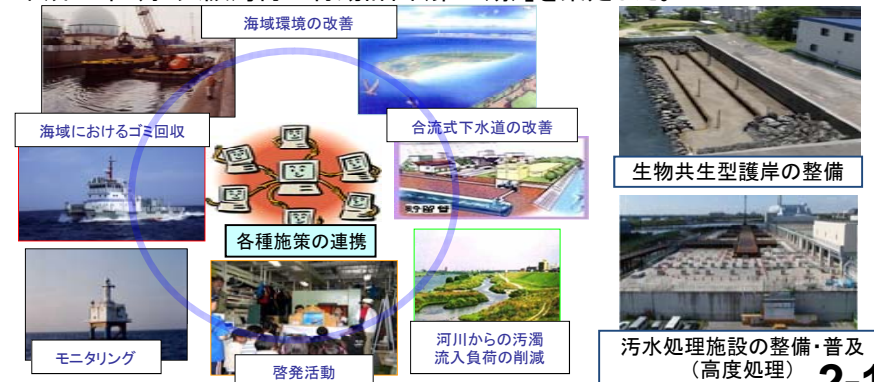 海域環境の改善
海域におけるゴミ回収
合流式下水道の改善
貯留管
各種施策の連携
モニタリング
啓発活動
河川からの汚濁
流入負荷の削減
生物共生型護岸の整備
汚水処理施設の整備・普及
(高度処理)